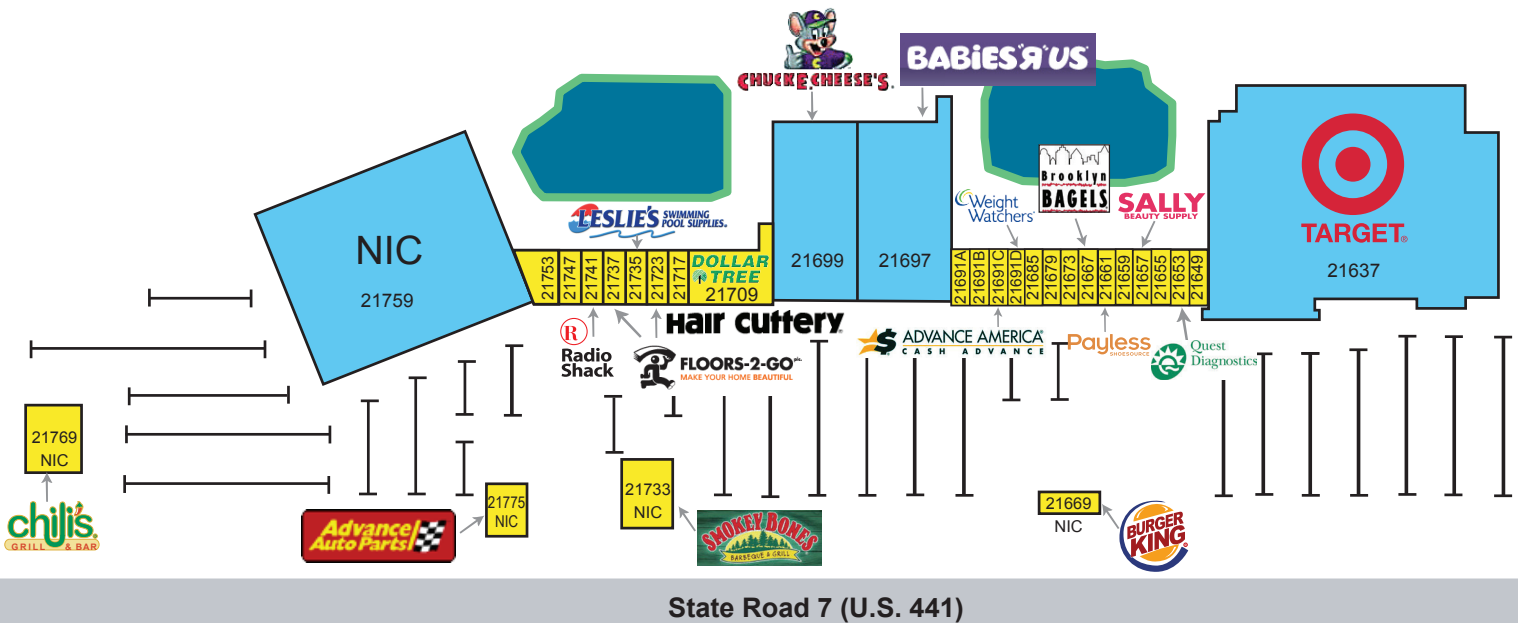 CHUCK E. CHEESE'S.
BABiES"R"US
NIC
21759
LESLIE'S SWIMMING
POOL SUPPLIES.
21753
21747
21741
21737
21735
21723
21717
DOLLAR
TREE
21709
21699
21697
Weight
Watchers
Brooklyn
BAGELS
SALLY
BEAUTY SUPPLY
21691A
21691B
21691C
21691D
21685
21679
21673
21667
21661
21659
21657
21655
21653
21649
TARGET®
21637
R
Radio
Shack
Hair Cuttery
FLOORS-2-GO
MAKE YOUR HOME BEAUTIFUL
ADVANCE AMERICA
CASH ADVANCE
Payless
SHOESOURCE
Quest
Diagnostics
21769
NIC
chili's
GRILL & BAR
Advance
Auto Parts
21775
NIC
21733
NIC
SMOKEY BONES
BARBEQUE & GRILL
21669
NIC
BURGER
KING
State Road 7 (U.S. 441)